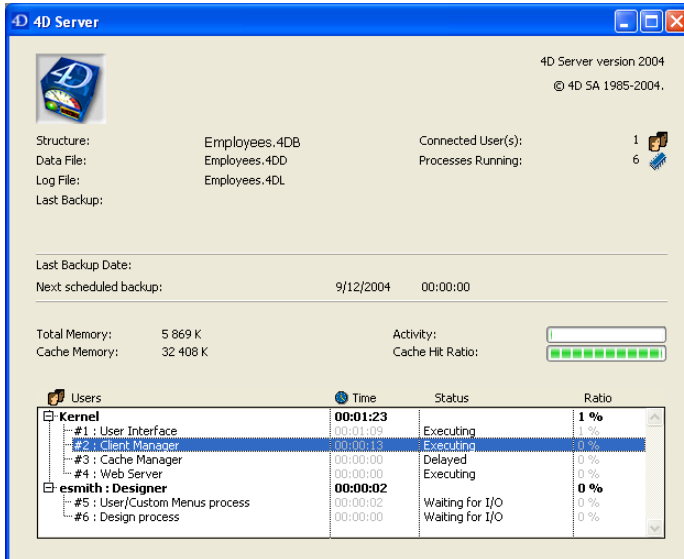 4D Server
4D
4D Server version 2004
© 4D SA 1985-2004.
Structure: Employees.4DB Connected User(s): 1
Data File: Employees.4DD Processes Running: 6
Log File: Employees.4DL
Last Backup:
Last Backup Date:
Next scheduled backup: 9/12/2004 00:00:00
Total Memory: 5 869 K Activity:
Cache Memory: 32 408 K Cache Hit Ratio:
Users Time Status Ratio
Kernel 00:01:23 1 %
#1 : User Interface 00:01:09 Executing 1 %
#2 : Client Manager 00:00:13 Executing 0 %
#3 : Cache Manager 00:00:00 Delayed 0 %
#4 : Web Server 00:00:00 Executing 0 %
esmith : Designer 00:00:02 0 %
#5 : User/Custom Menus process 00:00:02 Waiting for I/O 0 %
#6 : Design process 00:00:00 Waiting for I/O 0 %